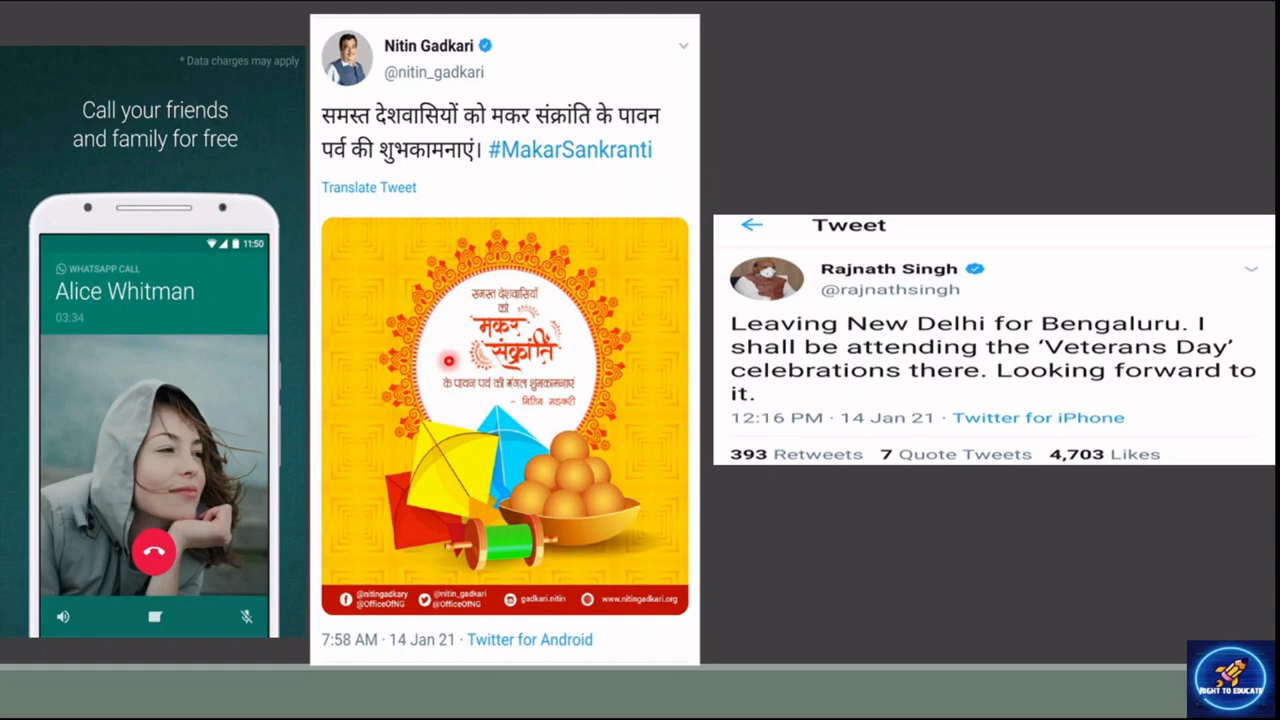 * Data charges may apply
Call your friends
and family for free
11:50
WHATSAPP CALL
Alice Whitman
03:34
Nitin Gadkari
@nitin_gadkari
समस्त देशवासियों को मकर संक्रांति के पावन
पर्व की शुभकामनाएं। #MakarSankranti
Translate Tweet
समस्त देशवासियों
को
मकर
संक्रांति
के पावन पर्व की मंगल शुभकामनाएं
- नितिन गडकरी
@nitingadkary
@OfficeOfNG
@nitin_gadkari
@OfficeOfNG
gadkari.nitin
www.nitingadkari.org
7:58 AM · 14 Jan 21 · Twitter for Android
Tweet
Rajnath Singh
@rajnathsingh
Leaving New Delhi for Bengaluru. I
shall be attending the ‘Veterans Day’
celebrations there. Looking forward to
it.
12:16 PM · 14 Jan 21 · Twitter for iPhone
393 Retweets 7 Quote Tweets 4,703 Likes
RIGHT TO EDUCATE